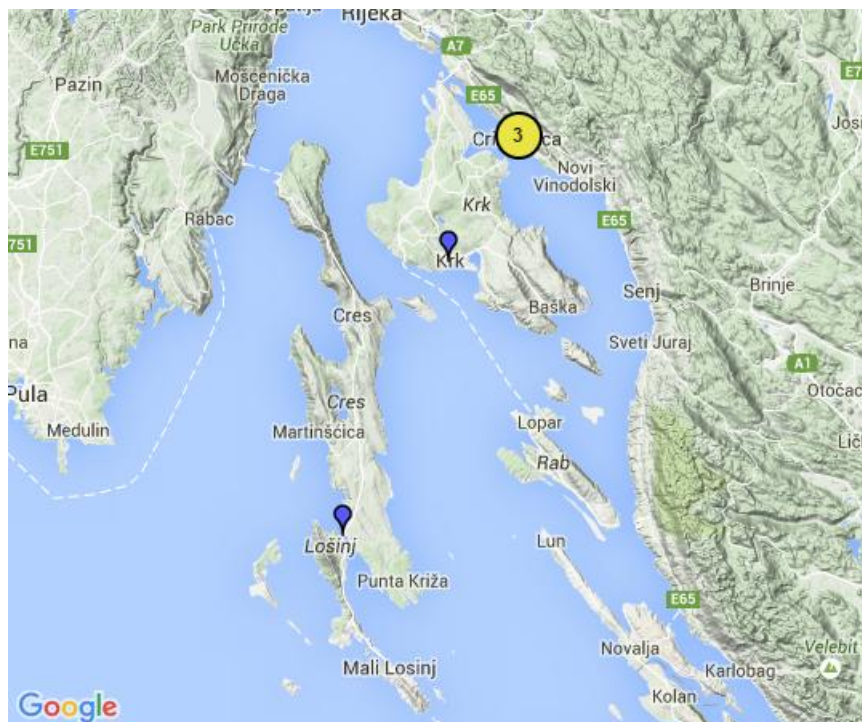 Rijeka
Park Prirode
Učka
A7
Mošćenička
Draga
E65
Pazin
E751
3
Novi
Vinodolski
Krk
E65
Rabac
751
Krk
Brinje
Senj
Baška
Cres
Sveti Juraj
A1
Pula
Cres
Otočac
Medulin
Martinšćica
Lopar
Rab
Lošinj
Lun
Punta Križa
E65
Novalja
Velebit
Mali Losinj
Karlobag
Kolan
Google